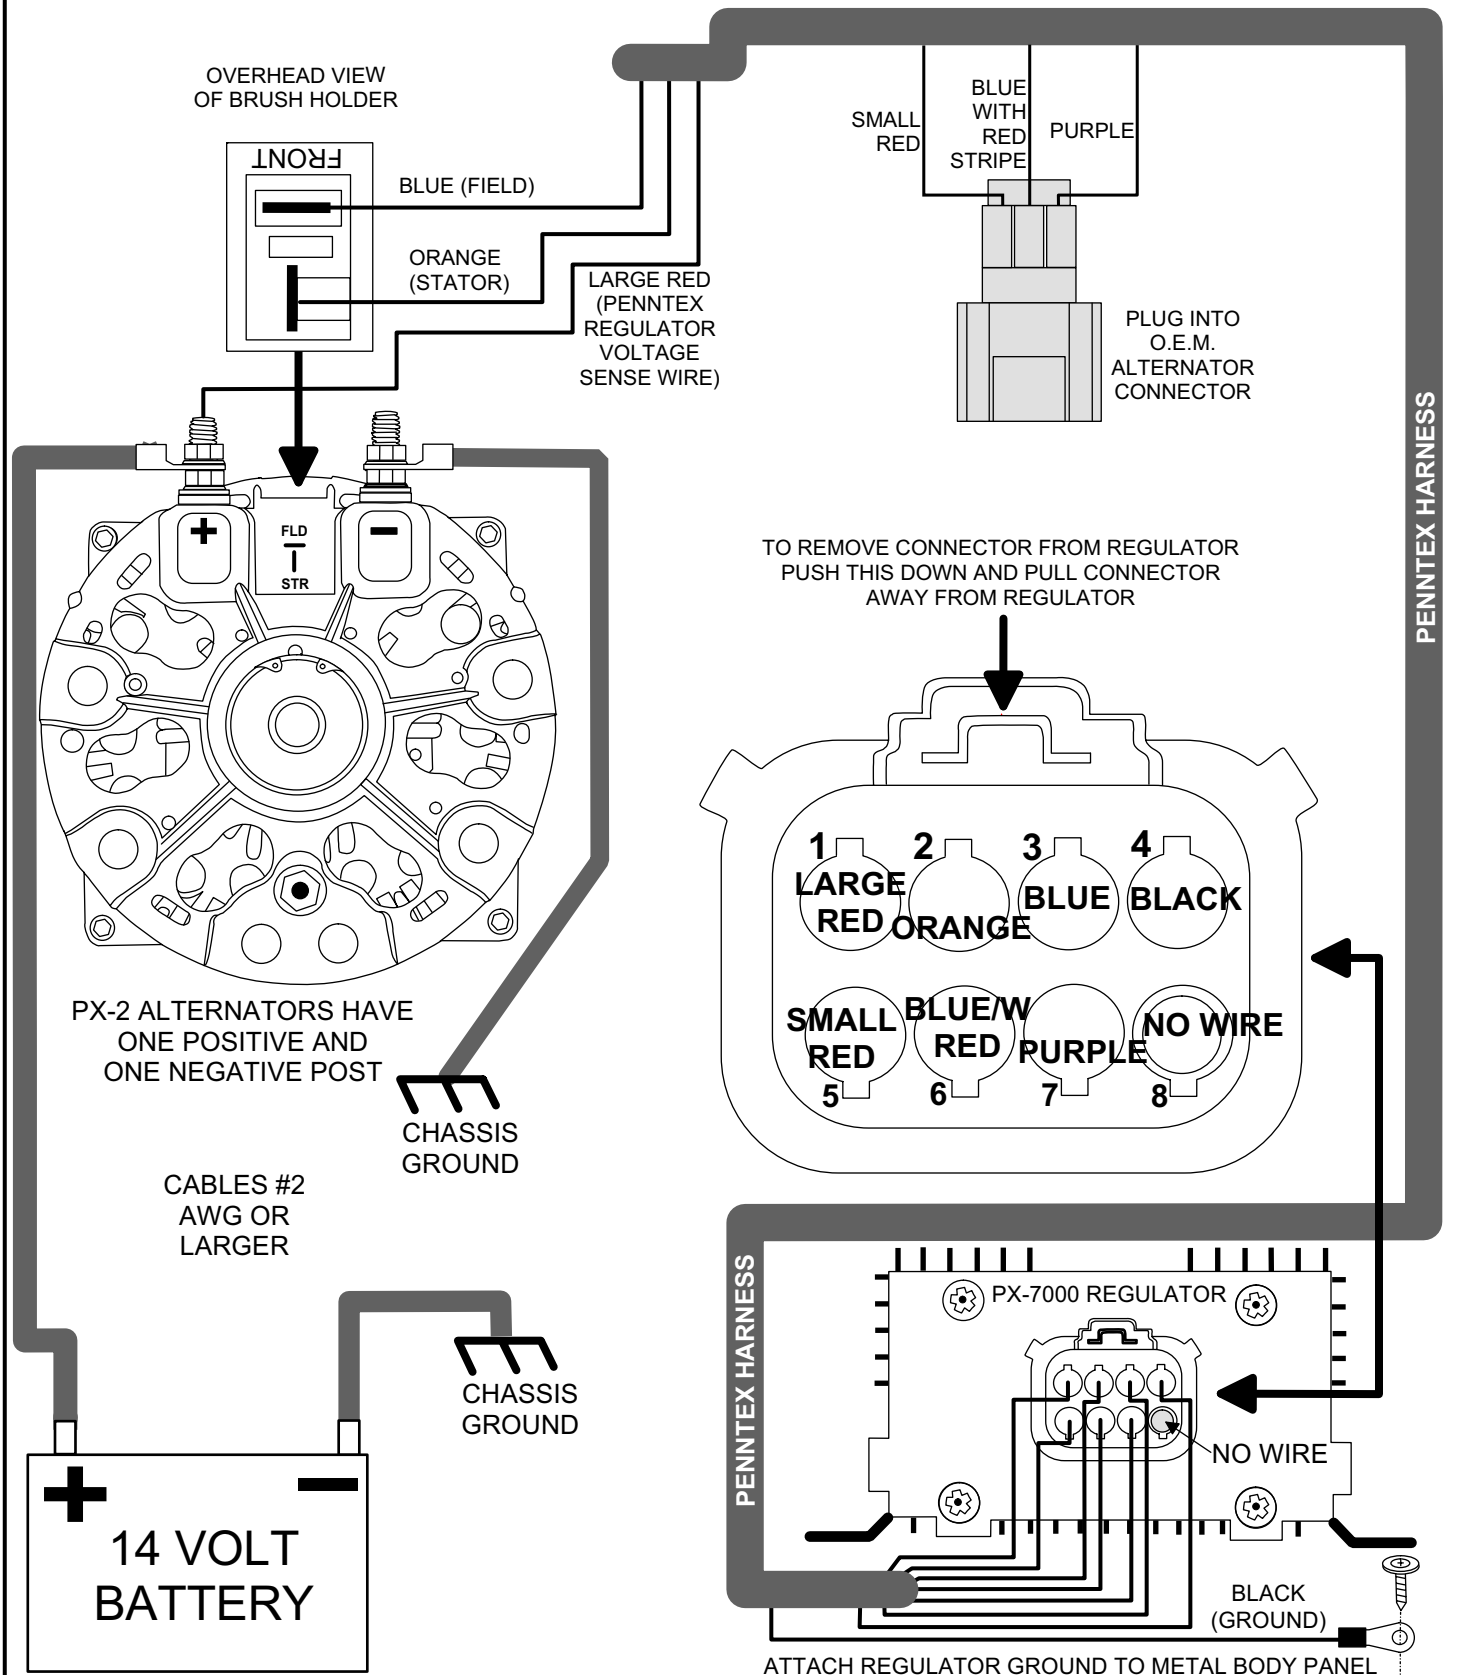 OVERHEAD VIEW
OF BRUSH HOLDER
FRONT
BLUE (FIELD)
ORANGE
(STATOR)
LARGE RED
(PENNTEX
REGULATOR
VOLTAGE
SENSE WIRE)
SMALL
RED
BLUE
WITH
RED
STRIPE
PURPLE
PLUG INTO
O.E.M.
ALTERNATOR
CONNECTOR
PENNTEX HARNESS
+
-
FLD
STR
PX-2 ALTERNATORS HAVE
ONE POSITIVE AND
ONE NEGATIVE POST
CHASSIS
GROUND
CABLES #2
AWG OR
LARGER
CHASSIS
GROUND
+
-
14 VOLT
BATTERY
TO REMOVE CONNECTOR FROM REGULATOR
PUSH THIS DOWN AND PULL CONNECTOR
AWAY FROM REGULATOR
1
LARGE
RED
2
ORANGE
3
BLUE
4
BLACK
SMALL
RED
5
BLUE/W
RED
6
PURPLE
7
NO WIRE
8
PENNTEX HARNESS
PX-7000 REGULATOR
NO WIRE
BLACK
(GROUND)
ATTACH REGULATOR GROUND TO METAL BODY PANEL